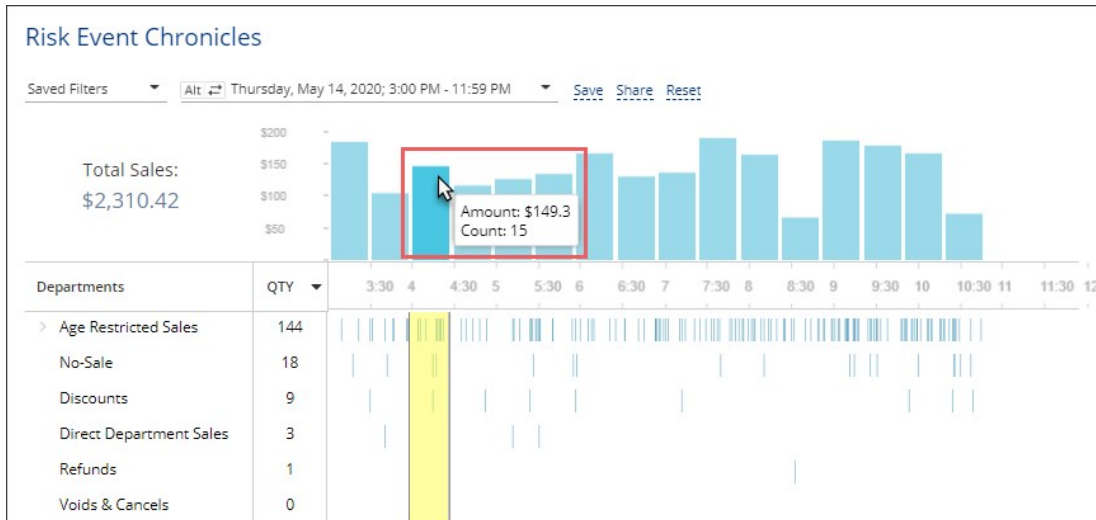 Risk Event Chronicles
Saved Filters
Alt ⇄ Thursday, May 14, 2020; 3:00 PM - 11:59 PM
Save Share Reset
Total Sales:
$2,310.42
$200
$150
$100
$50
Amount: $149.3
Count: 15
Departments QTY 3:30 4 4:30 5 5:30 6 6:30 7 7:30 8 8:30 9 9:30 10 10:30 11 11:30 12
Age Restricted Sales 144
No-Sale 18
Discounts 9
Direct Department Sales 3
Refunds 1
Voids & Cancels 0